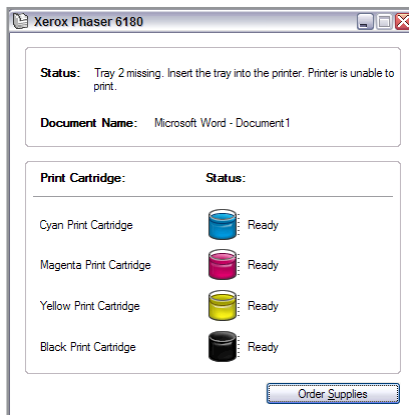 Xerox Phaser 6180
Status: Tray 2 missing. Insert the tray into the printer. Printer is unable to
print.
Document Name: Microsoft Word - Document1
Print Cartridge: Status:
Cyan Print Cartridge Ready
Magenta Print Cartridge Ready
Yellow Print Cartridge Ready
Black Print Cartridge Ready
Order Supplies